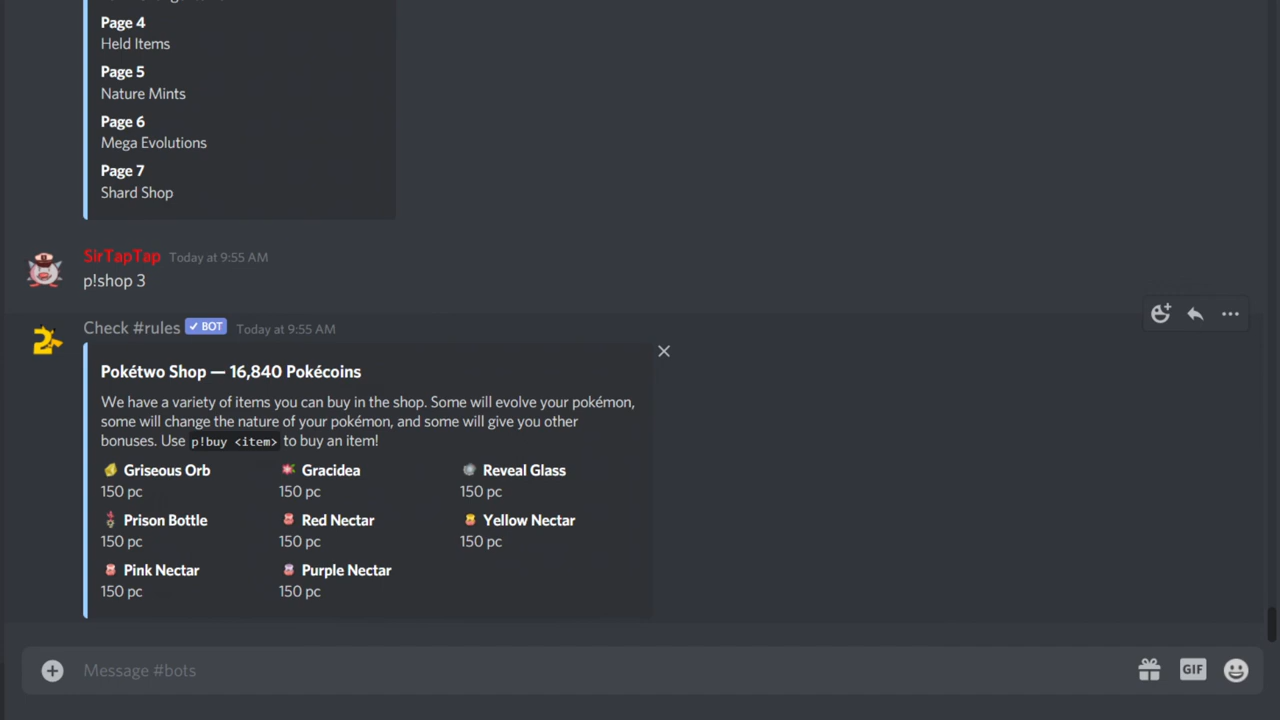 Page 4
Held Items
Page 5
Nature Mints
Page 6
Mega Evolutions
Page 7
Shard Shop
SirTapTap Today at 9:55 AM
p!shop 3
Check #rules BOT Today at 9:55 AM
Pokétwo Shop — 16,840 Pokécoins
We have a variety of items you can buy in the shop. Some will evolve your pokémon,
some will change the nature of your pokémon, and some will give you other
bonuses. Use p!buy <item> to buy an item!
Griseous Orb Gracidea Reveal Glass
150 pc 150 pc 150 pc
Prison Bottle Red Nectar Yellow Nectar
150 pc 150 pc 150 pc
Pink Nectar Purple Nectar
150 pc 150 pc
Message #bots GIF